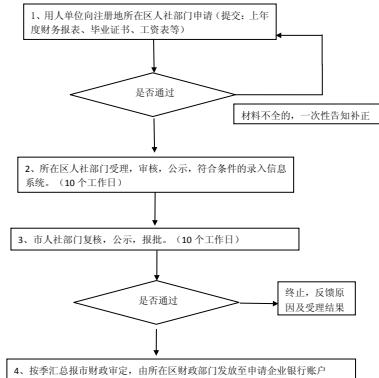 1、用人单位向注册地所在区人社部门申请（提交：上年
度财务报表、毕业证书、工资表等）
是否通过
材料不全的，一次性告知补正
2、所在区人社部门受理，审核，公示，符合条件的录入信息
系统。（10 个工作日）
3、市人社部门复核，公示，报批。（10 个工作日）
是否通过
终止，反馈原
因及受理结果
4、按季汇总报市财政审定，由所在区财政部门发放至申请企业银行账户